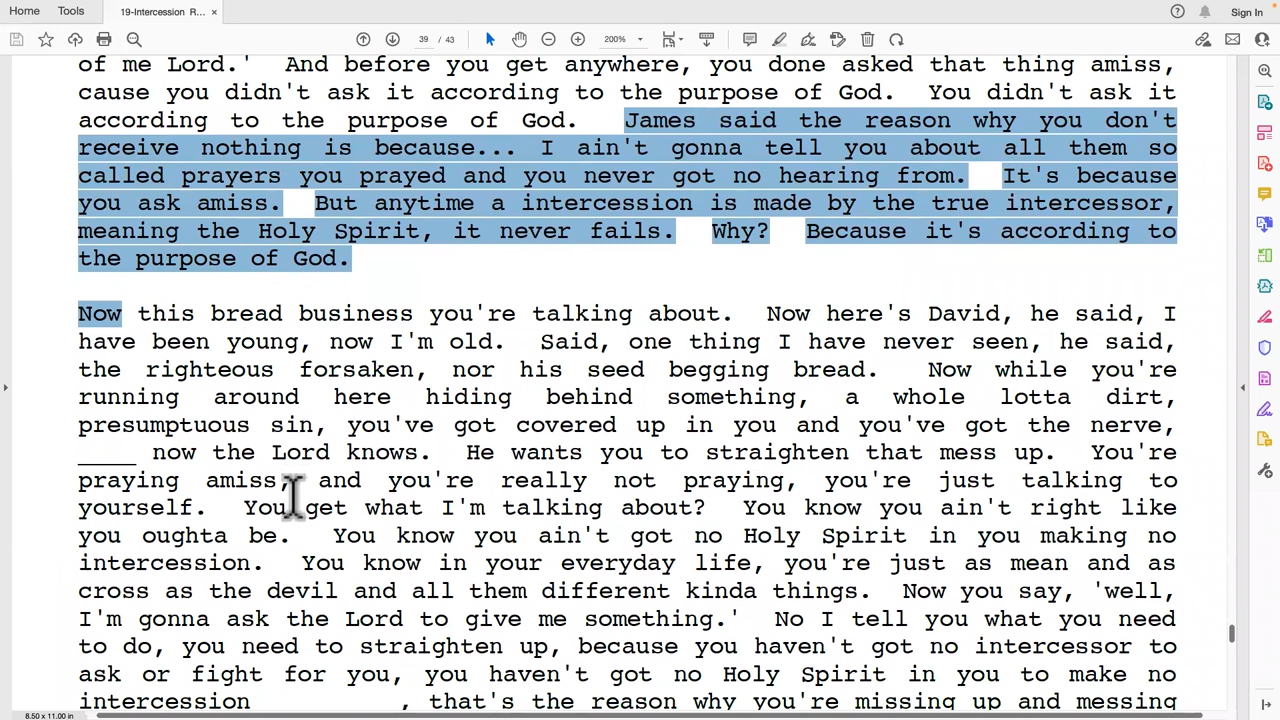 Home Tools 19-Intercession R... × Sign In
39 / 43 200%
of me Lord.' And before you get anywhere, you done asked that thing amiss,
cause you didn't ask it according to the purpose of God. You didn't ask it
according to the purpose of God. James said the reason why you don't
receive nothing is because... I ain't gonna tell you about all them so
called prayers you prayed and you never got no hearing from. It's because
you ask amiss. But anytime a intercession is made by the true intercessor,
meaning the Holy Spirit, it never fails. Why? Because it's according to
the purpose of God.
Now this bread business you're talking about. Now here's David, he said, I
have been young, now I'm old. Said, one thing I have never seen, he said,
the righteous forsaken, nor his seed begging bread. Now while you're
running around here hiding behind something, a whole lotta dirt,
presumptuous sin, you've got covered up in you and you've got the nerve,
____ now the Lord knows. He wants you to straighten that mess up. You're
praying amiss, and you're really not praying, you're just talking to
yourself. You get what I'm talking about? You know you ain't right like
you oughta be. You know you ain't got no Holy Spirit in you making no
intercession. You know in your everyday life, you're just as mean and as
cross as the devil and all them different kinda things. Now you say, 'well,
I'm gonna ask the Lord to give me something.' No I tell you what you need
to do, you need to straighten up, because you haven't got no intercessor to
ask or fight for you, you haven't got no Holy Spirit in you to make no
intercession ____, that's the reason why you're missing up and messing
8.50 x 11.00 in